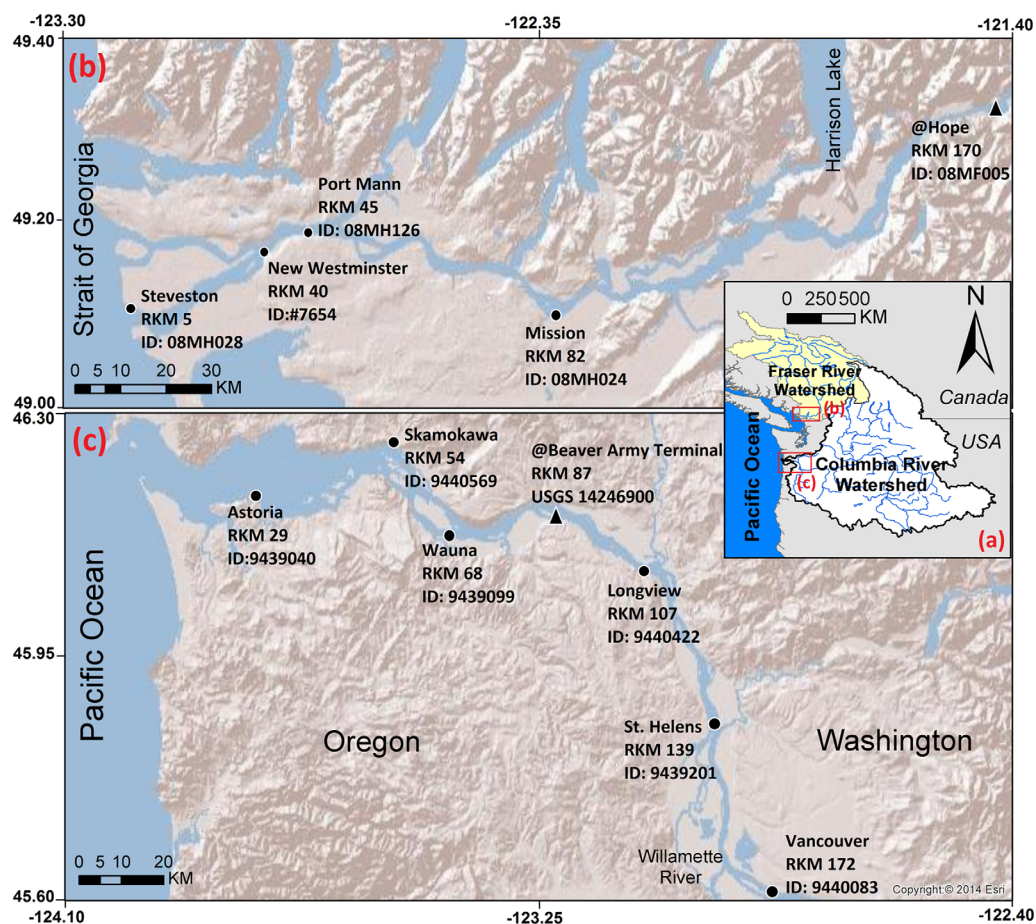 -123.30
-122.35
-121.40
49.40
(b)
Strait of Georgia
Harrison Lake
@Hope
RKM 170
ID: 08MF005
Port Mann
RKM 45
ID: 08MH126
49.20
New Westminster
RKM 40
ID:#7654
Steveston
RKM 5
ID: 08MH028
Mission
RKM 82
ID: 08MH024
0 5 10 20 30
KM
49.00
0 250 500
KM
N
Fraser River
Watershed
(b)
Canada
USA
Pacific Ocean
Columbia River
Watershed
(c)
(a)
46.30
(c)
Skamokawa
RKM 54
ID: 9440569
@Beaver Army Terminal
RKM 87
USGS 14246900
Astoria
RKM 29
ID:9439040
Wauna
RKM 68
ID: 9439099
Longview
RKM 107
ID: 9440422
45.95
Pacific Ocean
Oregon
St. Helens
RKM 139
ID: 9439201
Washington
Willamette
River
Vancouver
RKM 172
ID: 9440083
0 5 10 20
KM
Copyright:© 2014 Esri
45.60
-124.10
-123.25
-122.40